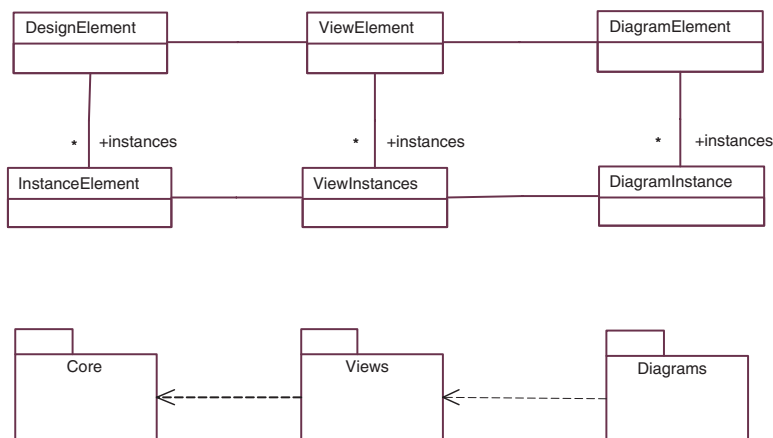 DesignElement ViewElement DiagramElement
* +instances * +instances * +instances
InstanceElement ViewInstances DiagramInstance
Core Views Diagrams